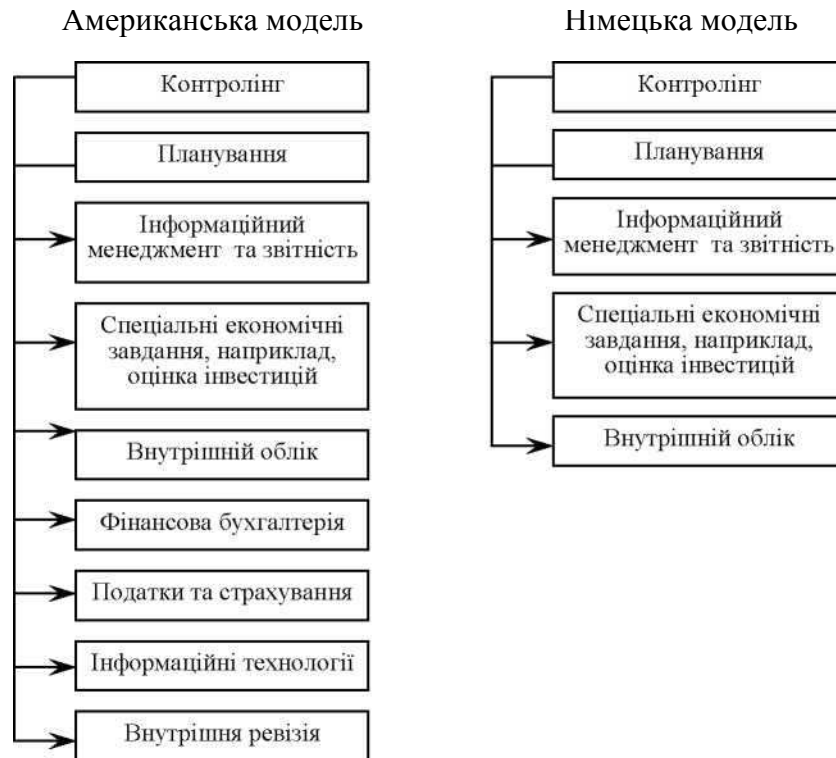 Американська модель
Контролінг
Планування
Інформаційний
менеджмент та звітність
Спеціальні економічні
завдання, наприклад,
оцінка інвестицій
Внутрішній облік
Фінансова бухгалтерія
Податки та страхування
Інформаційні технології
Внутрішня ревізія
Німецька модель
Контролінг
Планування
Інформаційний
менеджмент та звітність
Спеціальні економічні
завдання, наприклад,
оцінка інвестицій
Внутрішній облік